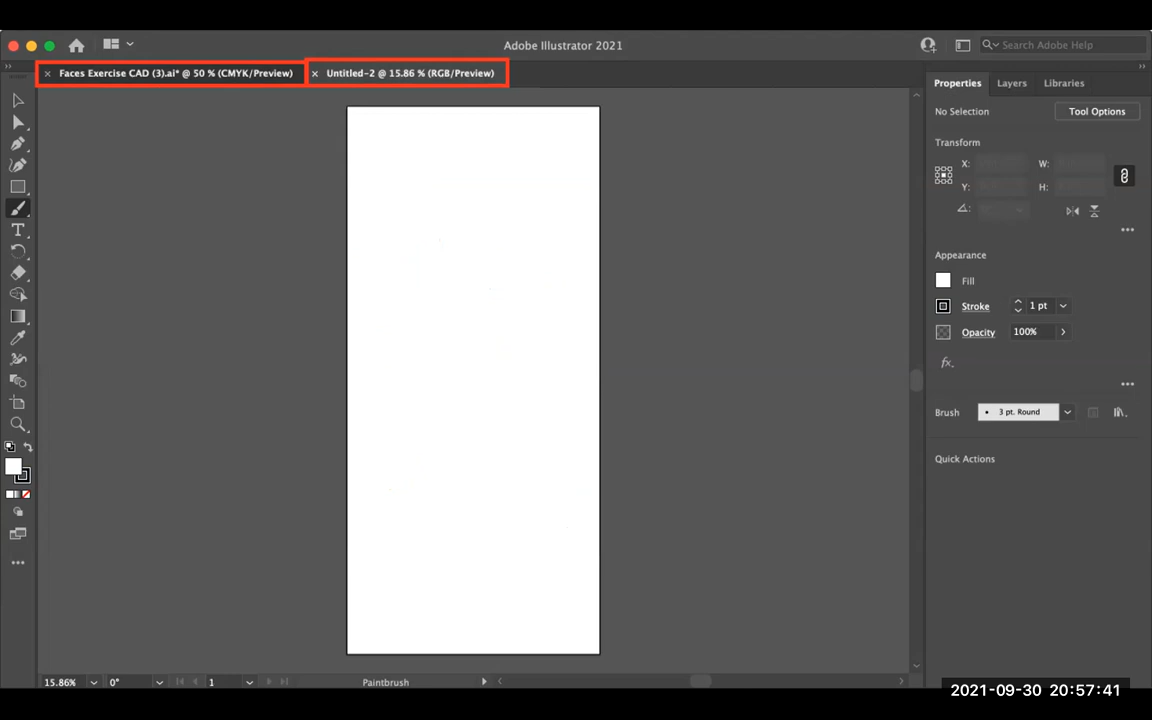 Adobe Illustrator 2021
Search Adobe Help
Faces Exercise CAD (3).ai* @ 50 % (CMYK/Preview)
Untitled-2 @ 15.86 % (RGB/Preview)
Properties
Layers
Libraries
No Selection
Tool Options
Transform
X:
W:
Y:
H:
Appearance
Fill
Stroke
1 pt
Opacity
100%
fx
Brush
3 pt. Round
Quick Actions
15.86%
0°
1
Paintbrush
2021-09-30 20:57:41